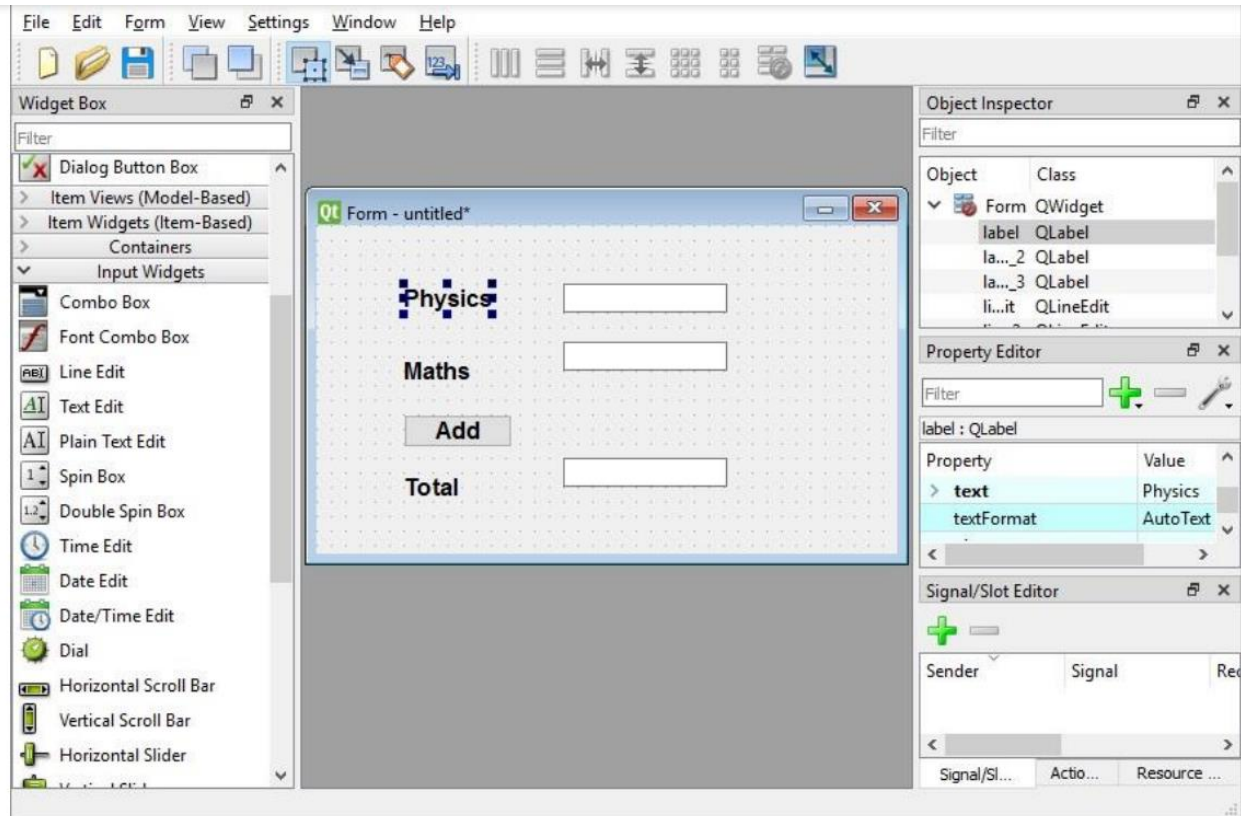 File Edit Form View Settings Window Help
Widget Box
Filter
Dialog Button Box
Item Views (Model-Based)
Item Widgets (Item-Based)
Containers
Input Widgets
Combo Box
Font Combo Box
Line Edit
Text Edit
Plain Text Edit
Spin Box
Double Spin Box
Time Edit
Date Edit
Date/Time Edit
Dial
Horizontal Scroll Bar
Vertical Scroll Bar
Horizontal Slider
Qt Form - untitled*
Physics
Maths
Add
Total
Object Inspector
Filter
Object Class
Form QWidget
label QLabel
la..._2 QLabel
la..._3 QLabel
li...it QLineEdit
Property Editor
Filter
label : QLabel
Property Value
text Physics
textFormat AutoText
Signal/Slot Editor
Sender Signal Rec
Signal/Sl... Actio... Resource ...